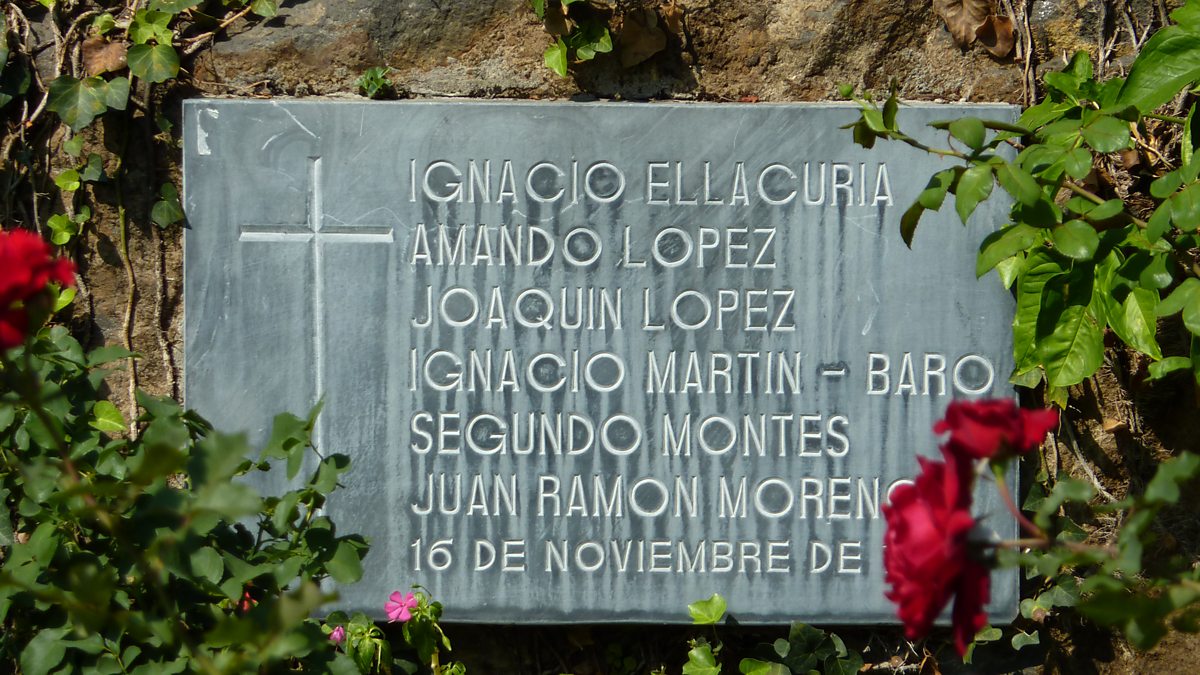 IGNACIO ELLACURIA
AMANDO LOPEZ
JOAQUIN LOPEZ
IGNACIO MARTIN - BARO
SEGUNDO MONTES
JUAN RAMON MORENO
16 DE NOVIEMBRE DE